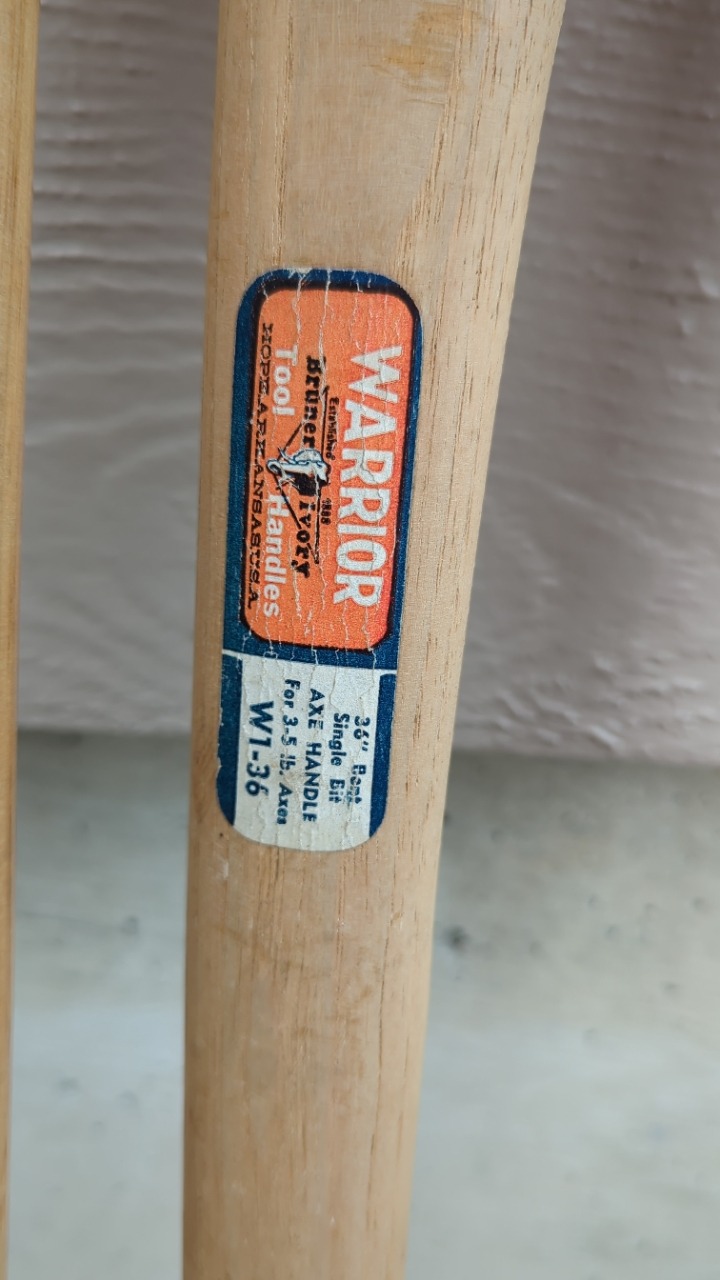 WARRIOR
Established 1888
Bruner Ivory
Tool Handles
HOPE, ARKANSAS U.S.A.
36" Bent
Single Bit
AXE HANDLE
For 3-5 lb. Axes
W1-36